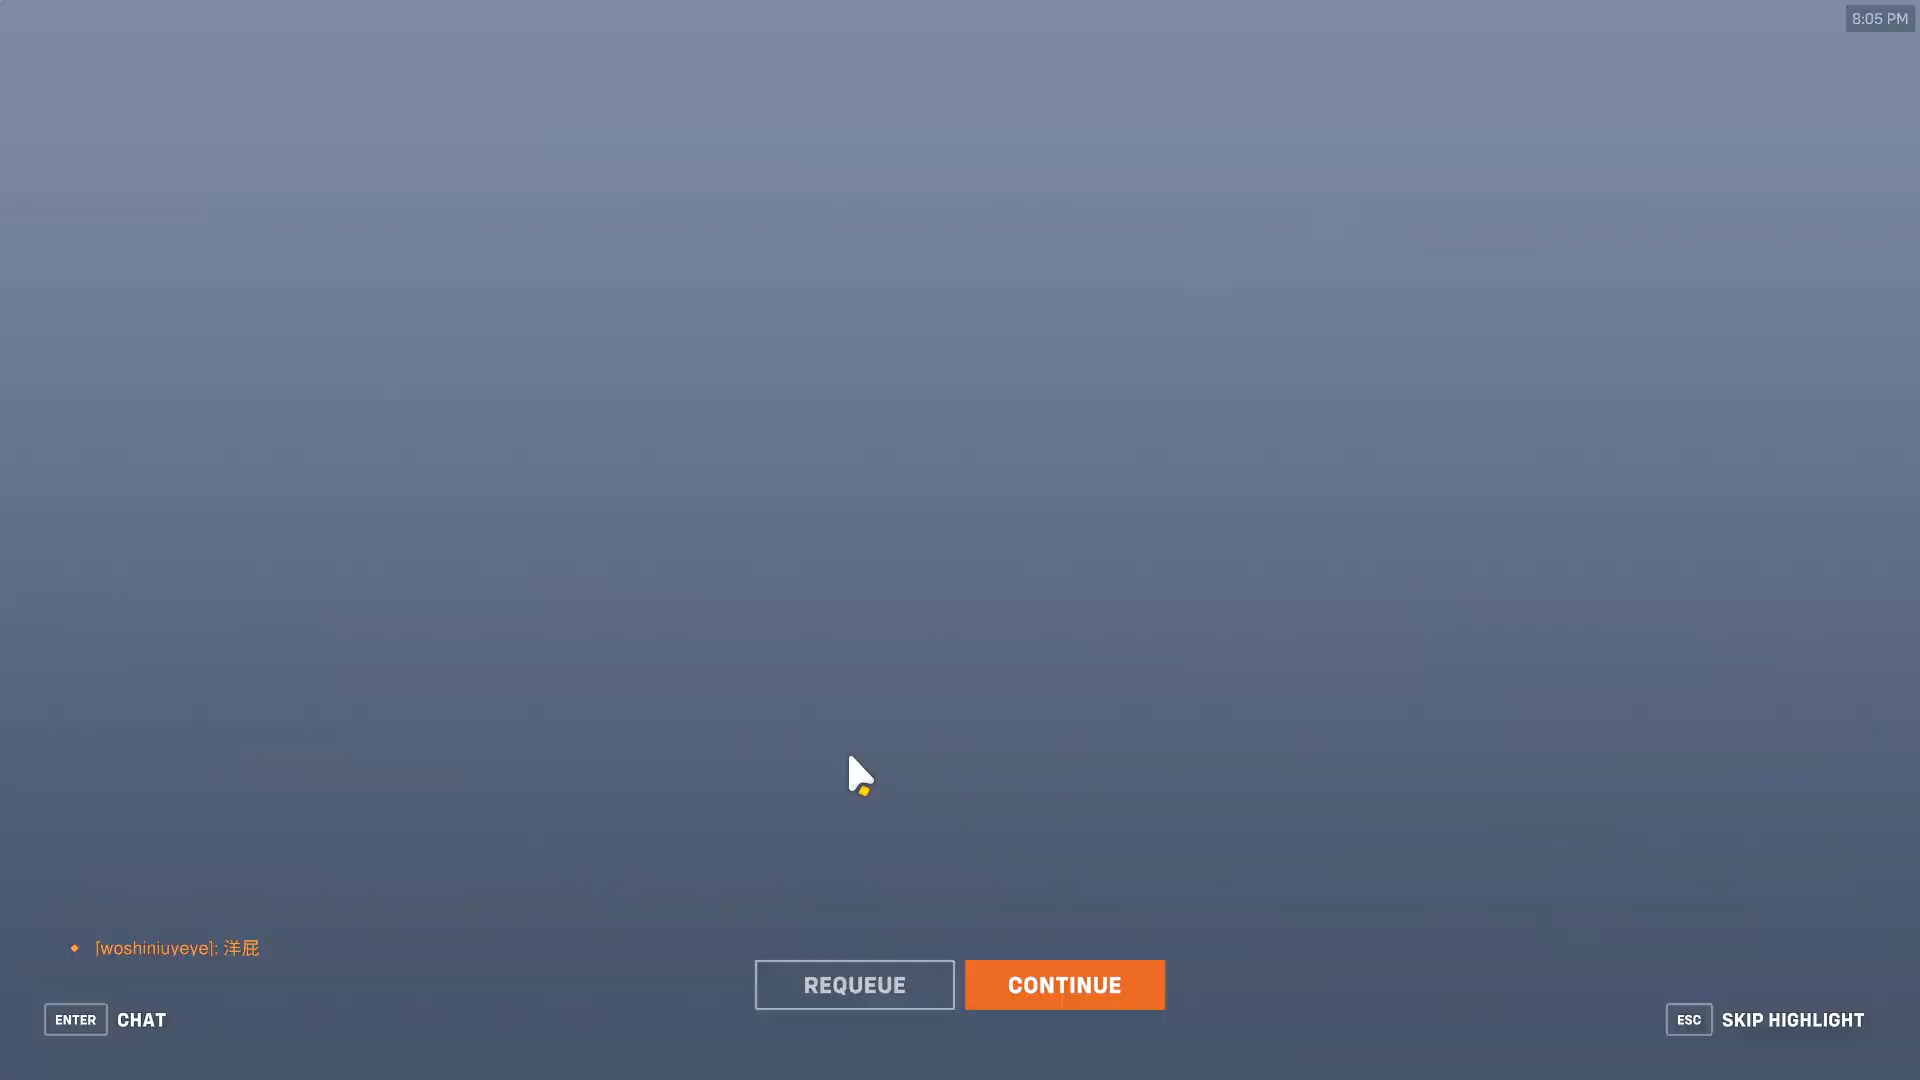 8:05 PM
[woshiniuyeye]: 洋屁
REQUEUE
CONTINUE
ENTER CHAT
ESC SKIP HIGHLIGHT